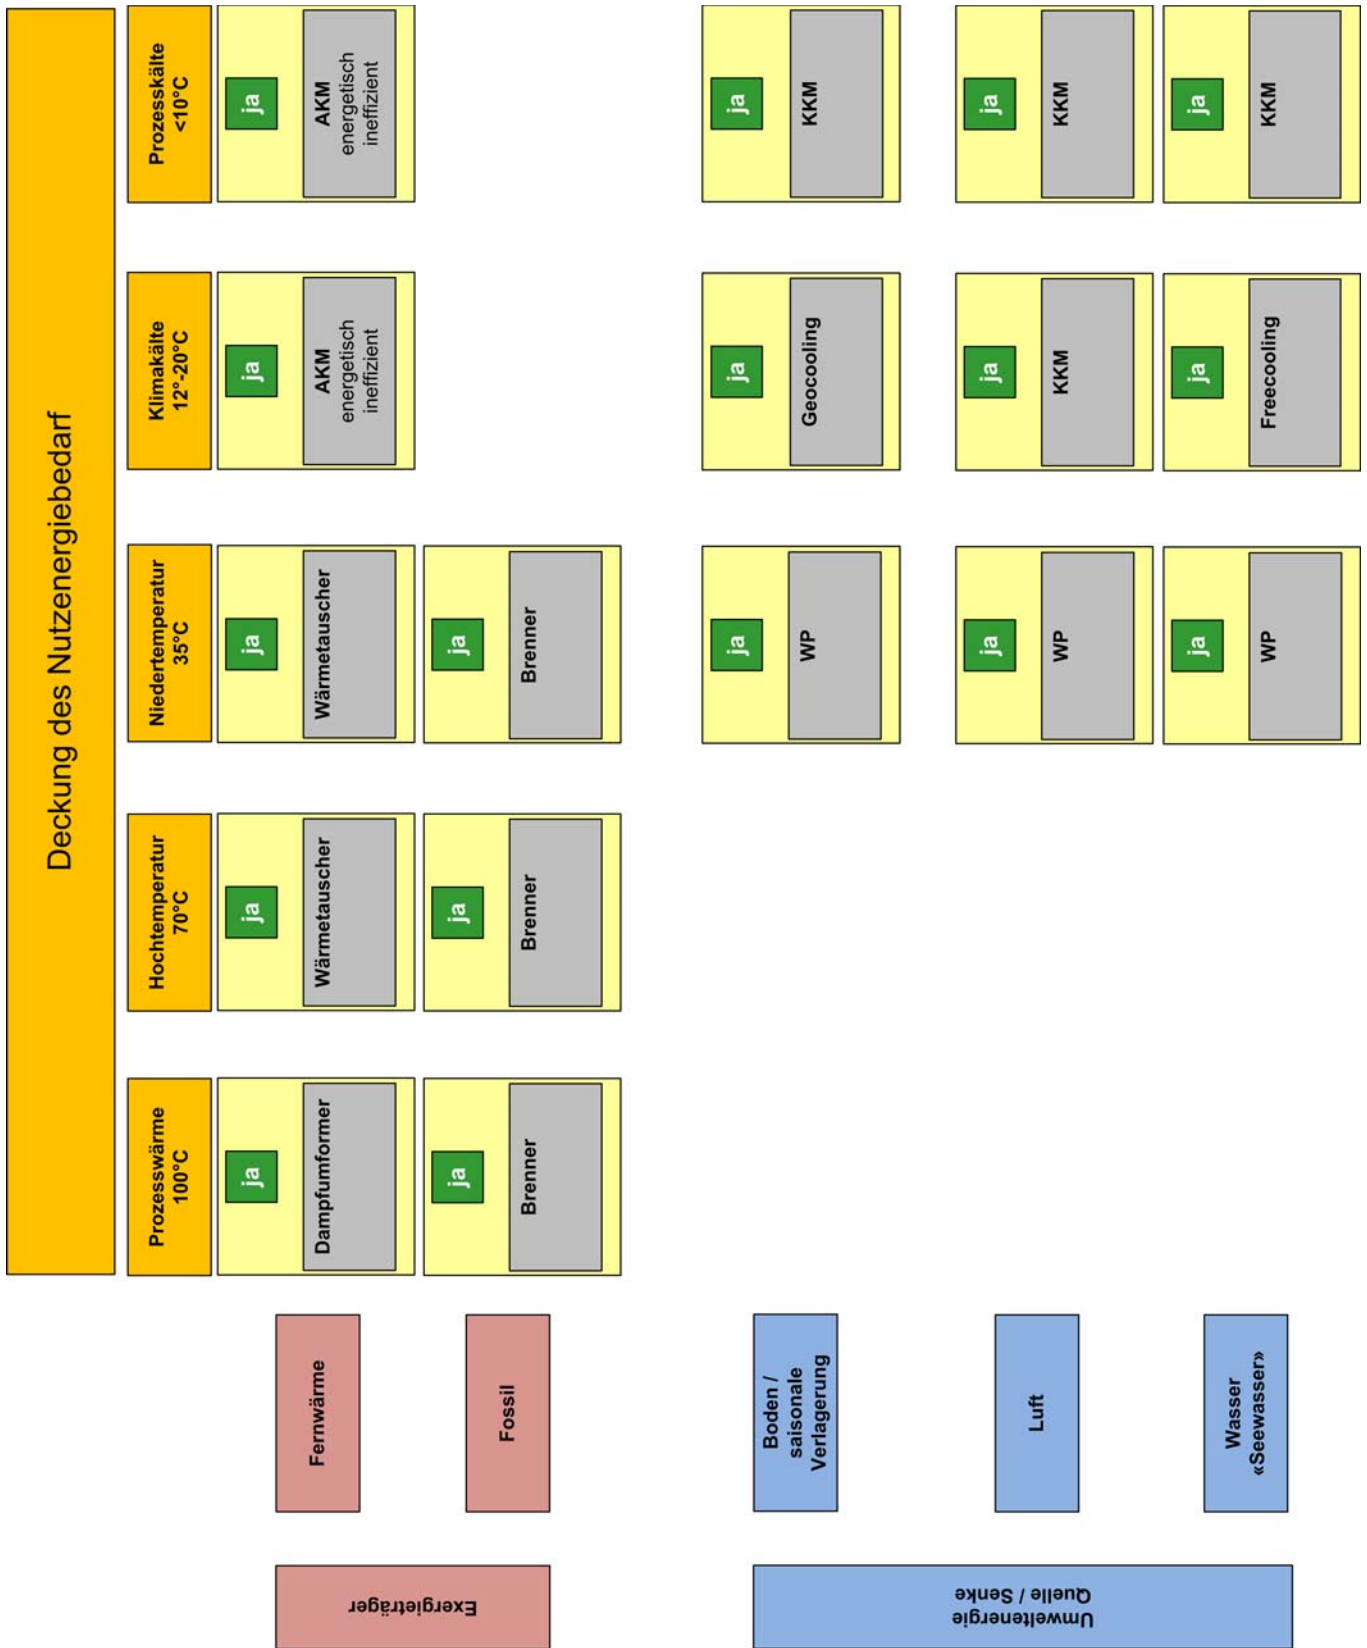 Deckung des Nutzenergiebedarf
Prozesswärme
100°C
Hochtemperatur
70°C
Niedertemperatur
35°C
Klimakälte
12°-20°C
Prozesskälte
<10°C
Exergieträger
Fernwärme
ja
Dampfumformer
ja
Wärmetauscher
ja
Wärmetauscher
ja
AKM
energetisch
ineffizient
ja
AKM
energetisch
ineffizient
Fossil
ja
Brenner
ja
Brenner
ja
Brenner
Umweltenergie
Quelle / Senke
Boden /
saisonale
Verlagerung
ja
WP
ja
Geocooling
ja
KKM
Luft
ja
WP
ja
KKM
ja
KKM
Wasser
«Seewasser»
ja
WP
ja
Freecooling
ja
KKM